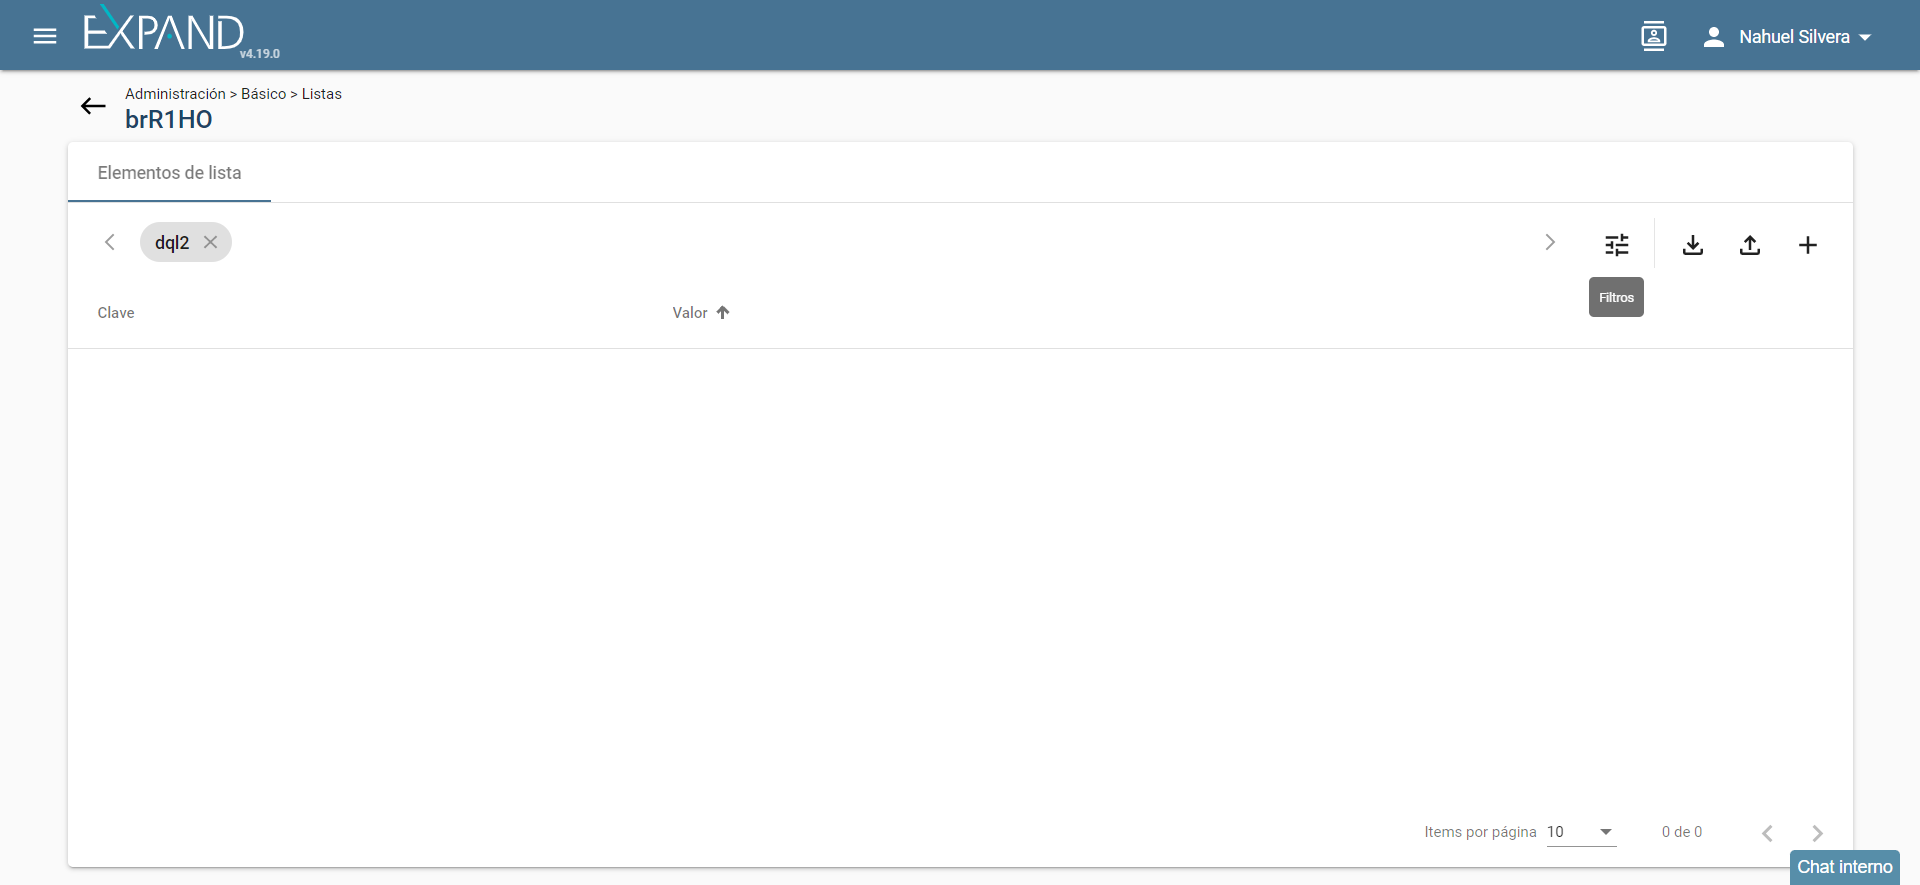 EXPAND
v4.19.0
Nahuel Silvera
Administración > Básico > Listas
brR1HO
Elementos de lista
dql2
Filtros
Clave
Valor
Items por página 10
0 de 0
Chat interno